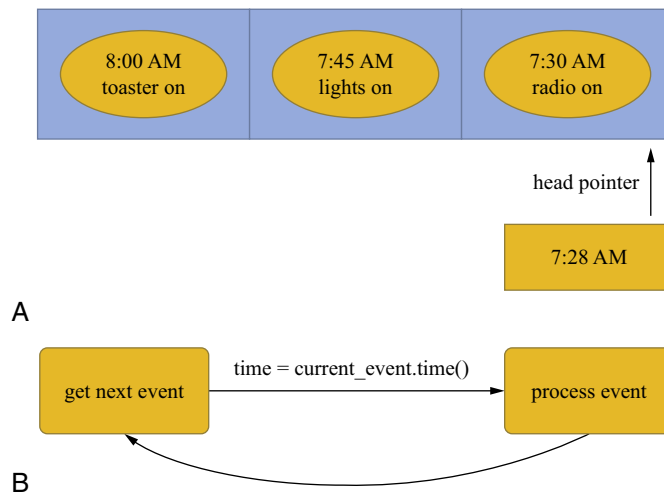 8:00 AM
toaster on
7:45 AM
lights on
7:30 AM
radio on
head pointer
7:28 AM
A
get next event
time = current_event.time()
process event
B